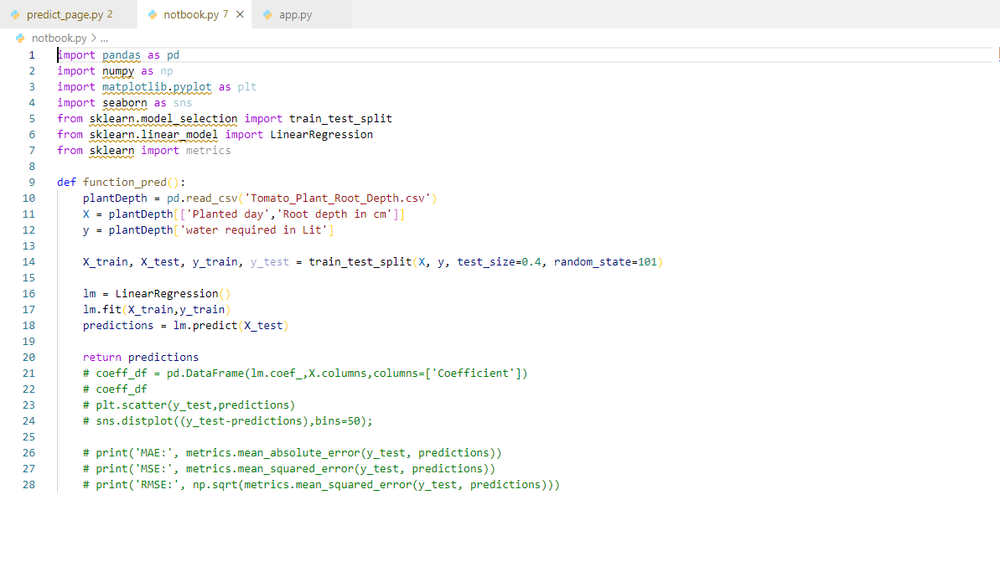 predict_page.py 2
notbook.py 7
app.py
notbook.py > ...
1 import pandas as pd
2 import numpy as np
3 import matplotlib.pyplot as plt
4 import seaborn as sns
5 from sklearn.model_selection import train_test_split
6 from sklearn.linear_model import LinearRegression
7 from sklearn import metrics
8
9 def function_pred():
10     plantDepth = pd.read_csv('Tomato_Plant_Root_Depth.csv')
11     X = plantDepth[['Planted day','Root depth in cm']]
12     y = plantDepth['water required in Lit']
13
14     X_train, X_test, y_train, y_test = train_test_split(X, y, test_size=0.4, random_state=101)
15
16     lm = LinearRegression()
17     lm.fit(X_train,y_train)
18     predictions = lm.predict(X_test)
19
20     return predictions
21     # coeff_df = pd.DataFrame(lm.coef_,X.columns,columns=['Coefficient'])
22     # coeff_df
23     # plt.scatter(y_test,predictions)
24     # sns.distplot((y_test-predictions),bins=50);
25
26     # print('MAE:', metrics.mean_absolute_error(y_test, predictions))
27     # print('MSE:', metrics.mean_squared_error(y_test, predictions))
28     # print('RMSE:', np.sqrt(metrics.mean_squared_error(y_test, predictions)))